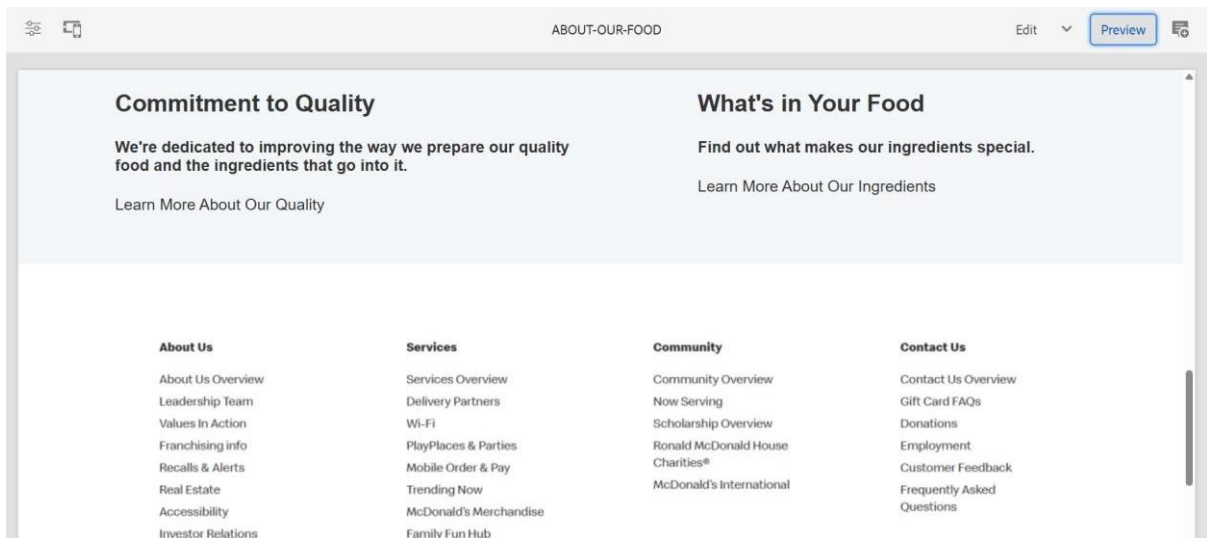 ABOUT-OUR-FOOD
Edit
Preview
Commitment to Quality
We're dedicated to improving the way we prepare our quality
food and the ingredients that go into it.
Learn More About Our Quality
What's in Your Food
Find out what makes our ingredients special.
Learn More About Our Ingredients
About Us
About Us Overview
Leadership Team
Values In Action
Franchising info
Recalls & Alerts
Real Estate
Accessibility
Investor Relations
Services
Services Overview
Delivery Partners
Wi-Fi
PlayPlaces & Parties
Mobile Order & Pay
Trending Now
McDonald's Merchandise
Family Fun Hub
Community
Community Overview
Now Serving
Scholarship Overview
Ronald McDonald House
Charities®
McDonald's International
Contact Us
Contact Us Overview
Gift Card FAQs
Donations
Employment
Customer Feedback
Frequently Asked
Questions